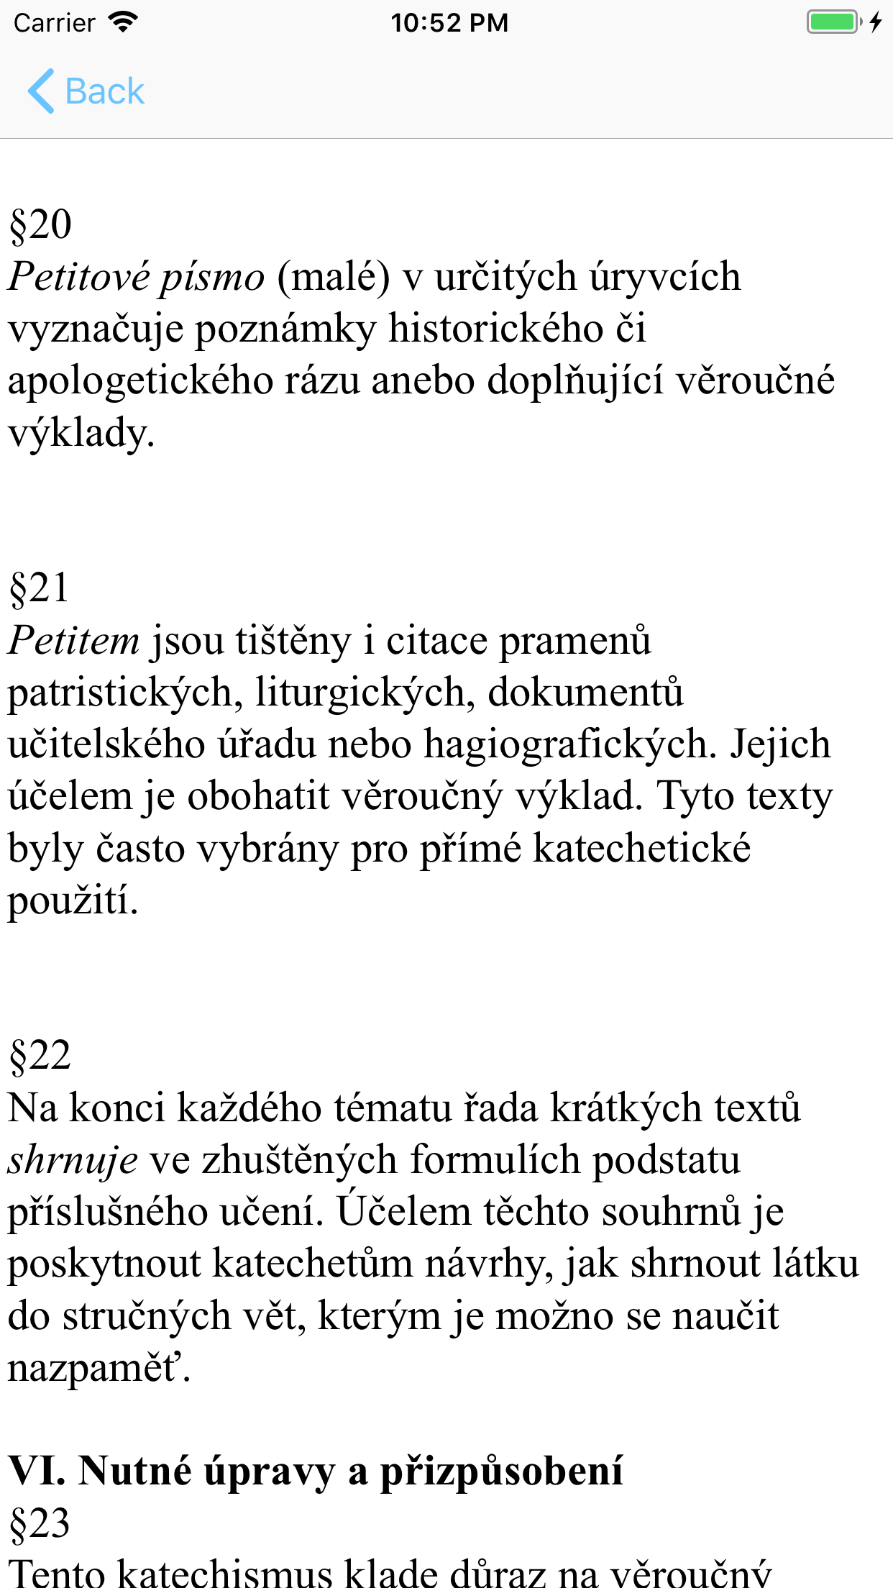 Carrier 10:52 PM
Back
§20
Petitové písmo (malé) v určitých úryvcích
vyznačuje poznámky historického či
apologetického rázu anebo doplňující věroučné
výklady.
§21
Petitem jsou tištěny i citace pramenů
patristických, liturgických, dokumentů
učitelského úřadu nebo hagiografických. Jejich
účelem je obohatit věroučný výklad. Tyto texty
byly často vybrány pro přímé katechetické
použití.
§22
Na konci každého tématu řada krátkých textů
shrnuje ve zhuštěných formulích podstatu
příslušného učení. Účelem těchto souhrnů je
poskytnout katechetům návrhy, jak shrnout látku
do stručných vět, kterým je možno se naučit
nazpaměť.
VI. Nutné úpravy a přizpůsobení
§23
Tento katechismus klade důraz na věroučný